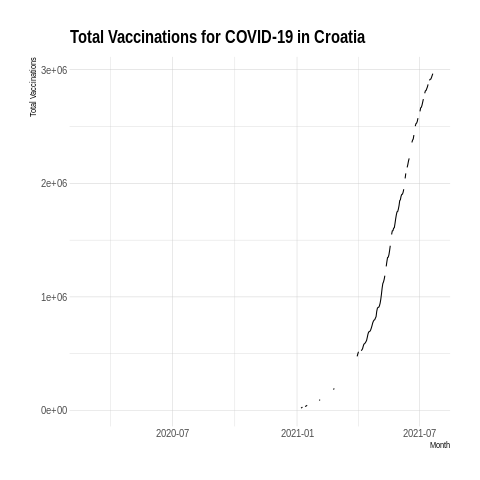 Total Vaccinations for COVID-19 in Croatia
Total Vaccinations
3e+06
2e+06
1e+06
0e+00
2020-07 2021-01 2021-07
Month